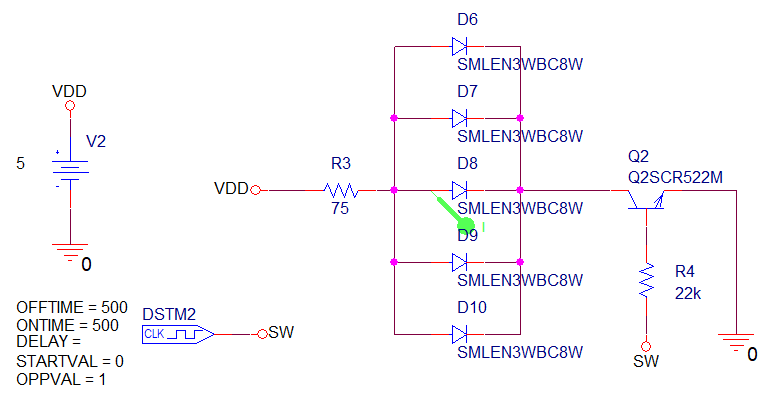 D6
SMLEN3WBC8W
D7
SMLEN3WBC8W
VDD
V2
5
0
D8
R3
VDD
75
SMLEN3WBC8W
I
D9
SMLEN3WBC8W
Q2
Q2SCR522M
R4
22k
SW
0
D10
SMLEN3WBC8W
OFFTIME = 500
ONTIME = 500
DELAY =
STARTVAL = 0
OPPVAL = 1
DSTM2
CLK
SW